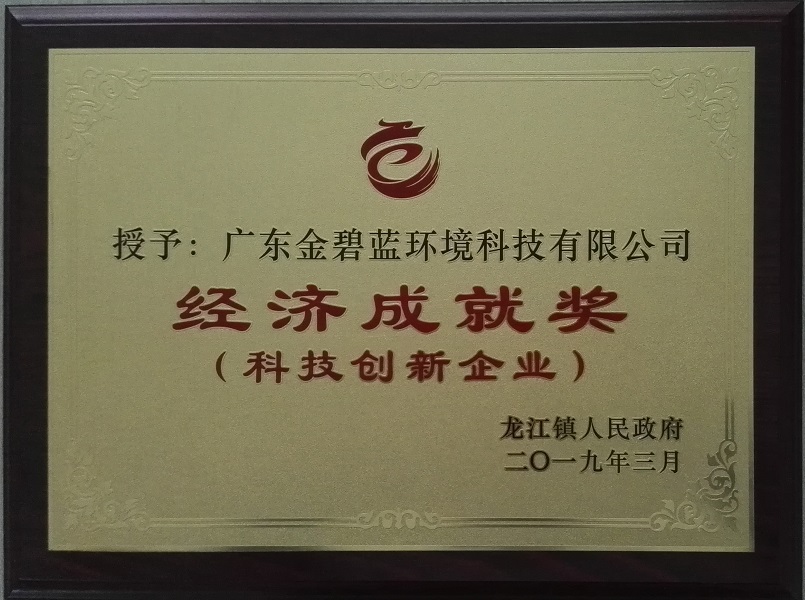 授予：广东金碧蓝环境科技有限公司
经济成就奖
（科技创新企业）
龙江镇人民政府
二〇一九年三月